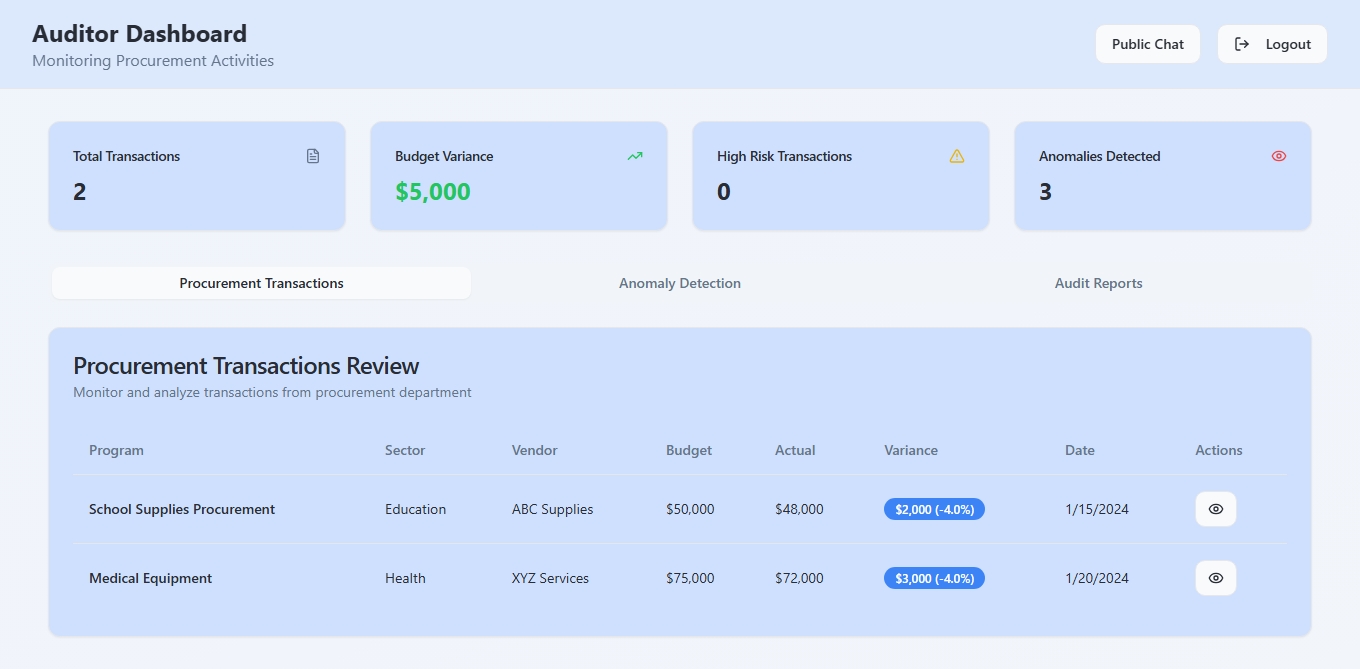 Auditor Dashboard
Monitoring Procurement Activities
Public Chat
Logout
Total Transactions
2
Budget Variance
$5,000
High Risk Transactions
0
Anomalies Detected
3
Procurement Transactions
Anomaly Detection
Audit Reports
Procurement Transactions Review
Monitor and analyze transactions from procurement department
Program Sector Vendor Budget Actual Variance Date Actions
School Supplies Procurement Education ABC Supplies $50,000 $48,000 $2,000 (-4.0%) 1/15/2024
Medical Equipment Health XYZ Services $75,000 $72,000 $3,000 (-4.0%) 1/20/2024